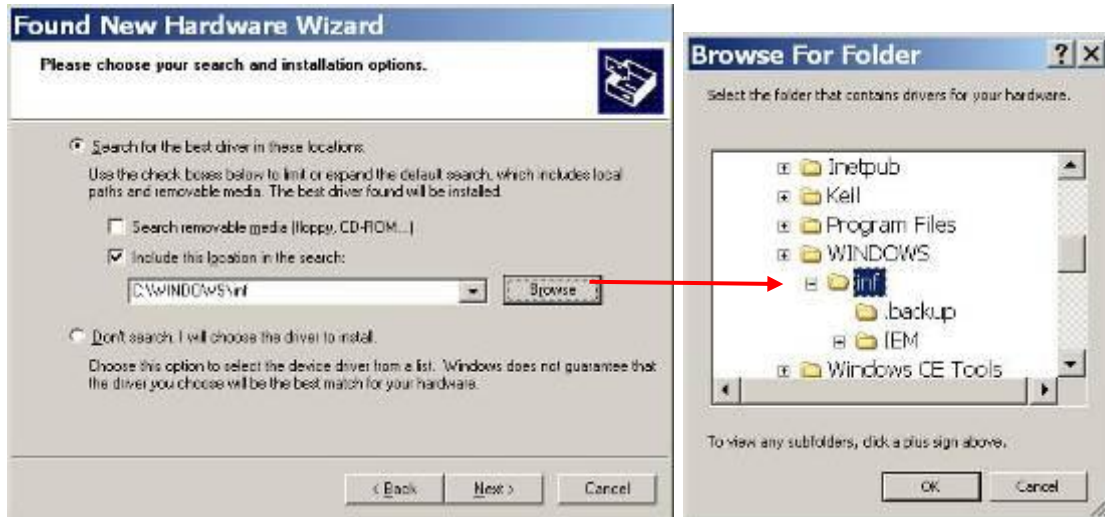 Found New Hardware Wizard
Please choose your search and installation options.
Search for the best driver in these locations.
Use the check boxes below to limit or expand the default search, which includes local
paths and removable media. The best driver found will be installed.
Search removable media (floppy, CD-ROM...)
Include this location in the search:
C:\WINDOWS\inf
Browse
Don't search. I will choose the driver to install.
Choose this option to select the device driver from a list. Windows does not guarantee that
the driver you choose will be the best match for your hardware.
< Back
Next >
Cancel
Browse For Folder
? X
Select the folder that contains drivers for your hardware.
Inetpub
Keil
Program Files
WINDOWS
inf
.backup
IEM
Windows CE Tools
To view any subfolders, click a plus sign above.
OK
Cancel